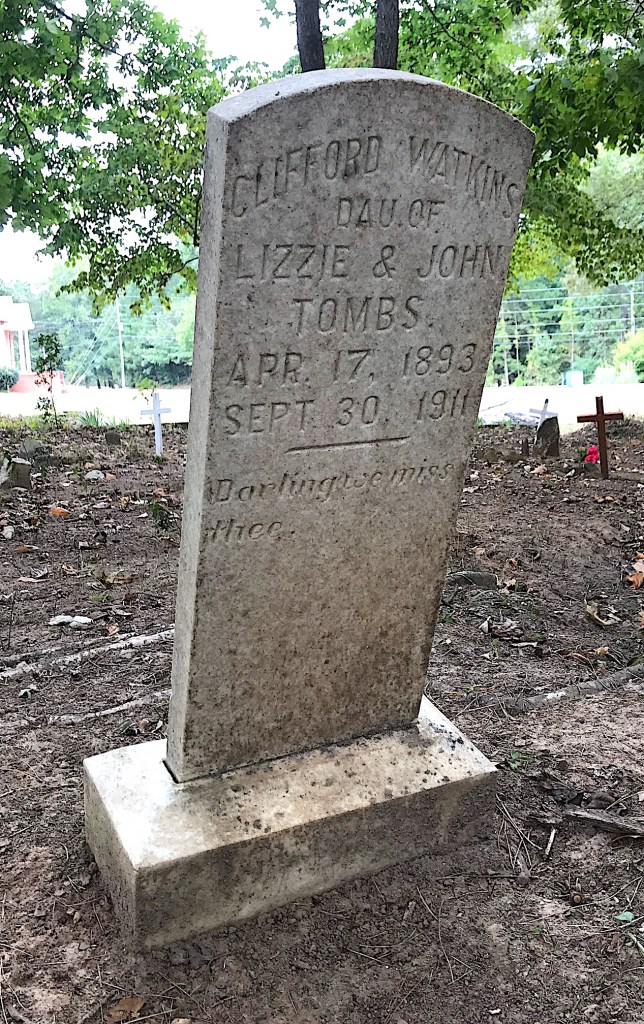 CLIFFORD WATKINS
DAU. OF
LIZZIE & JOHN
TOMBS.
APR. 17, 1893
SEPT. 30, 1911
Darling we miss
thee.